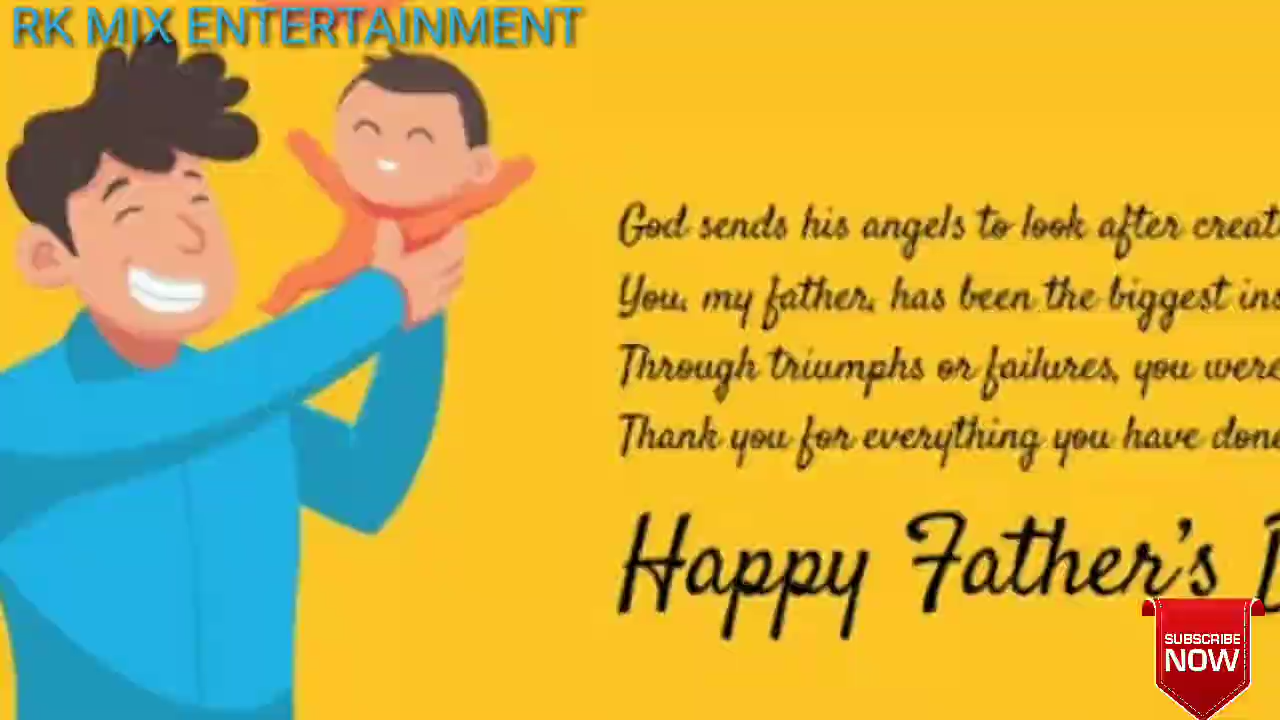 RK MIX ENTERTAINMENT
God sends his angels to look after
You, my father, has been the biggest
Through triumphs or failures, you were
Thank you for everything you have
Happy Father's
SUBSCRIBE
NOW